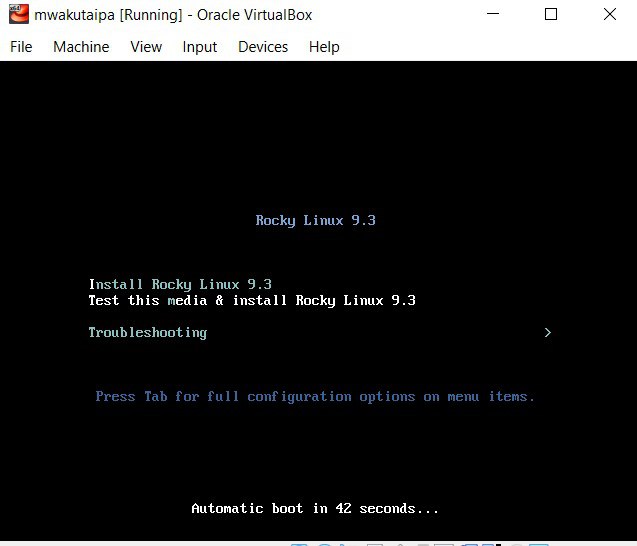 mwakutaipa [Running] - Oracle VirtualBox
File Machine View Input Devices Help
Rocky Linux 9.3
Install Rocky Linux 9.3
Test this media & install Rocky Linux 9.3
Troubleshooting >
Press Tab for full configuration options on menu items.
Automatic boot in 42 seconds...